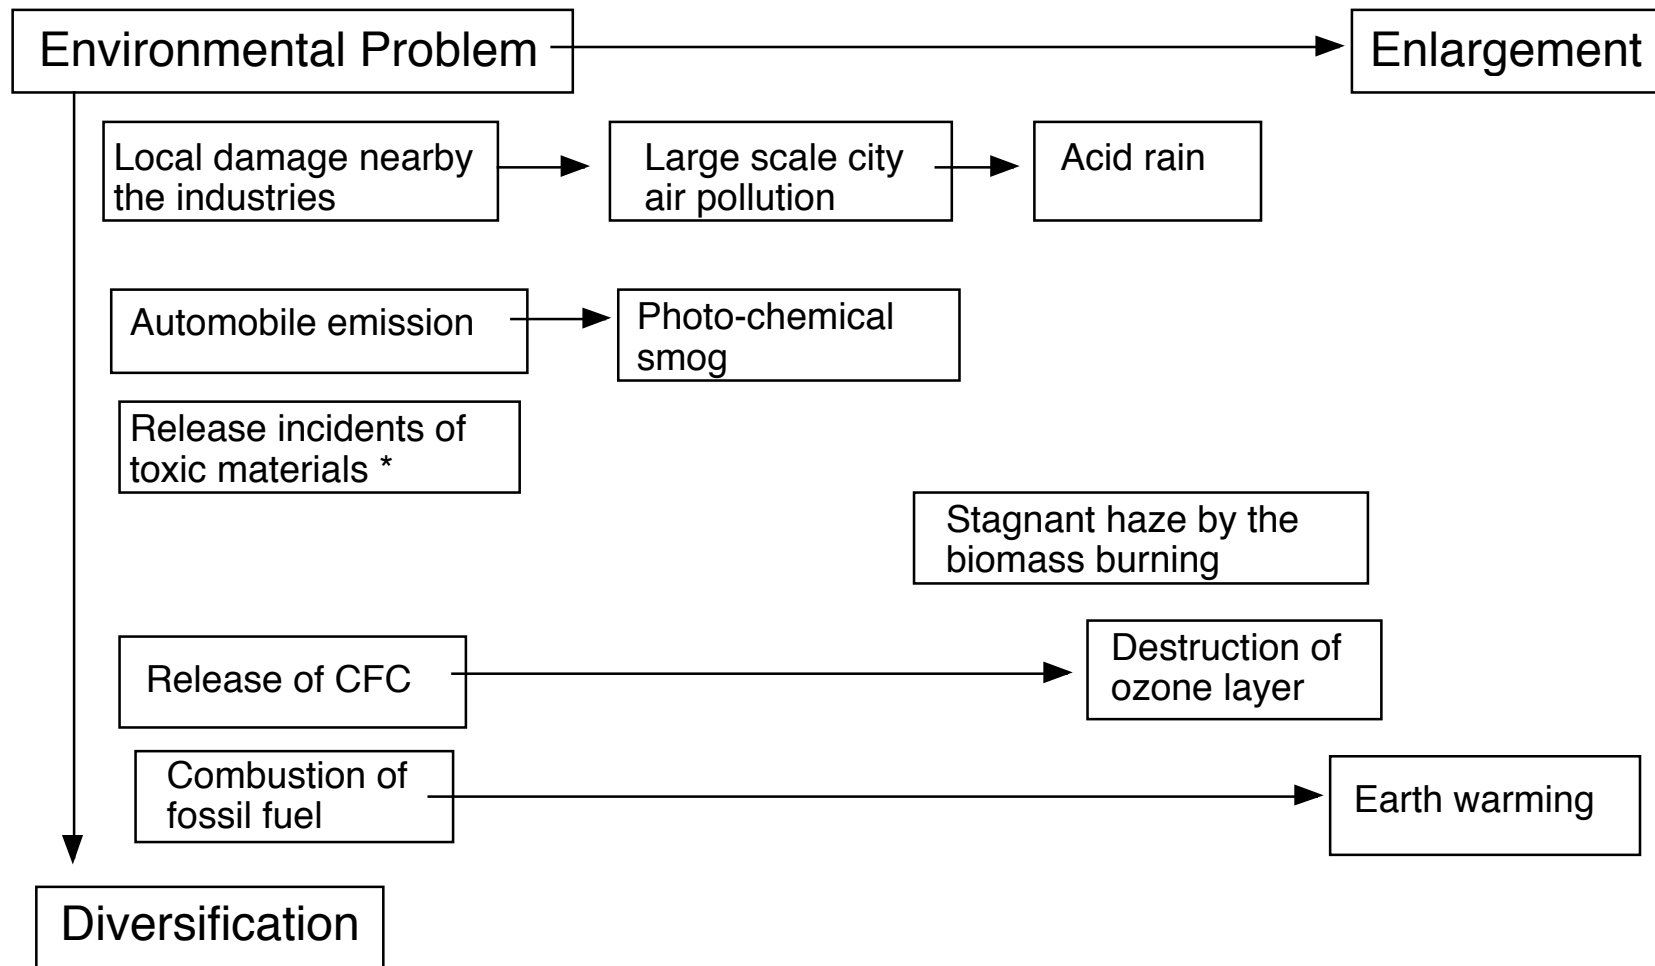 Environmental Problem
Enlargement
Local damage nearby
the industries
Large scale city
air pollution
Acid rain
Automobile emission
Photo-chemical
smog
Release incidents of
toxic materials *
Stagnant haze by the
biomass burning
Release of CFC
Destruction of
ozone layer
Combustion of
fossil fuel
Earth warming
Diversification